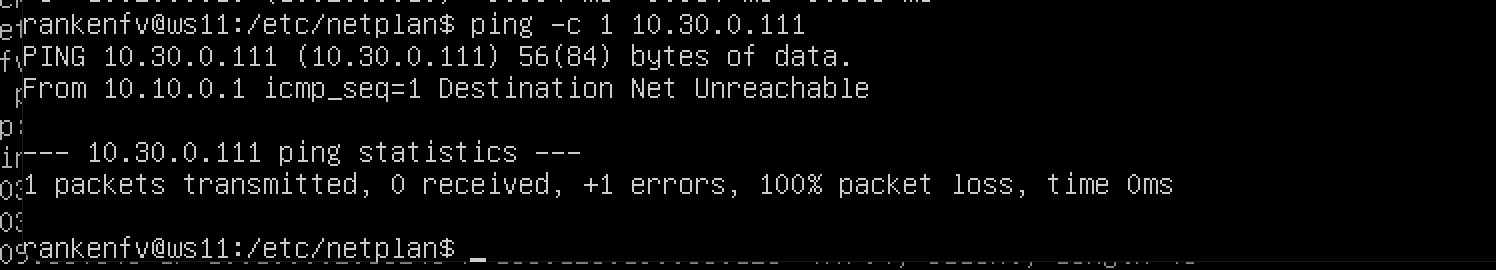 rankenfv@ws11:/etc/netplan$ ping -c 1 10.30.0.111
PING 10.30.0.111 (10.30.0.111) 56(84) bytes of data.
From 10.10.0.1 icmp_seq=1 Destination Net Unreachable
--- 10.30.0.111 ping statistics ---
1 packets transmitted, 0 received, +1 errors, 100% packet loss, time 0ms
rankenfv@ws11:/etc/netplan$